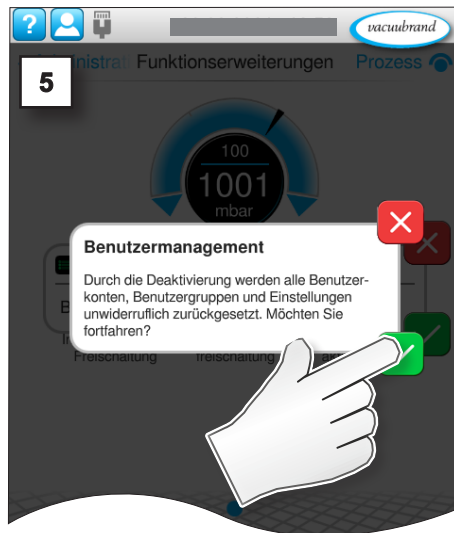 ?
vacuubrand
nistrat Funktionserweiterungen Prozess
5
100
1001
mbar
Benutzermanagement
Durch die Deaktivierung werden alle Benutzer-
konten, Benutzergruppen und Einstellungen
unwiderruflich zurückgesetzt. Möchten Sie
fortfahren?
B
Freischaltung freischaltung